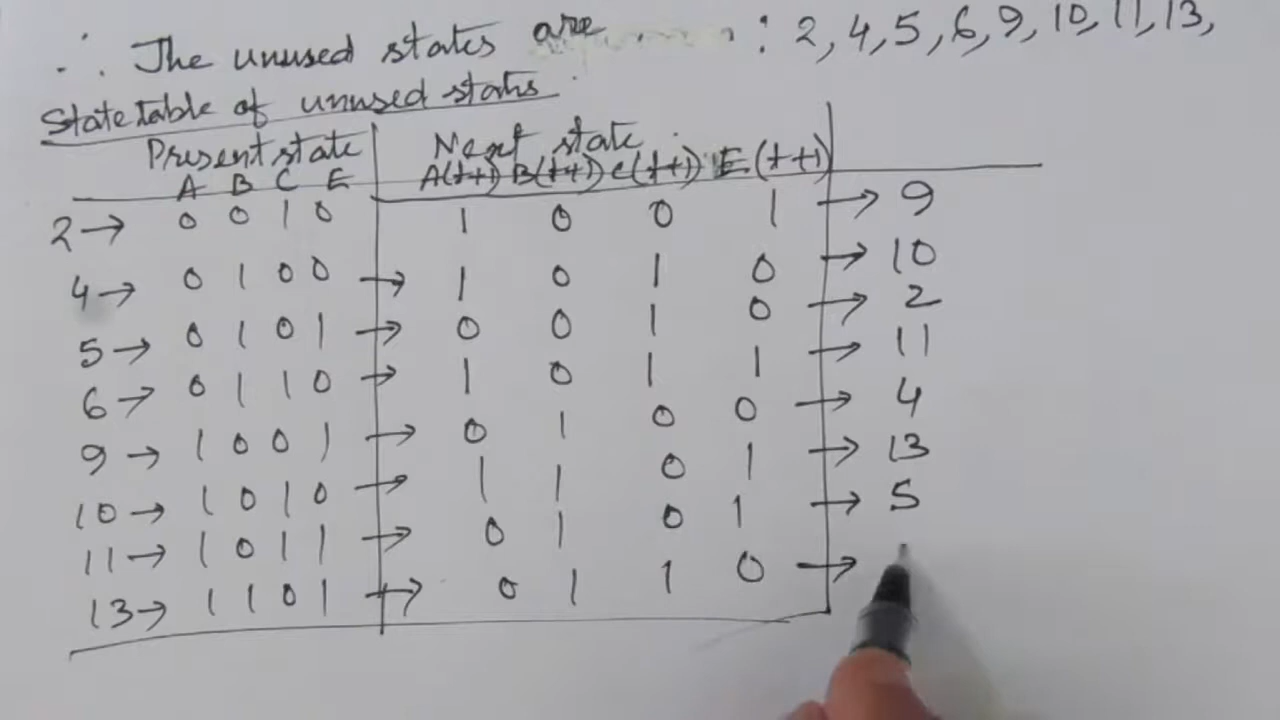 ∴ The unused states are : 2, 4, 5, 6, 9, 10, 11, 13,
State table of unused states
Present state Next state
A B C E A(t+1) B(t+1) C(t+1) E(t+1)
2 → 0 0 1 0 1 0 0 1 → 9
4 → 0 1 0 0 → 1 0 1 0 → 10
5 → 0 1 0 1 → 0 0 1 0 → 2
6 → 0 1 1 0 → 1 0 1 1 → 11
9 → 1 0 0 1 → 0 1 0 0 → 4
10 → 1 0 1 0 → 1 1 0 1 → 13
11 → 1 0 1 1 → 0 1 0 1 → 5
13 → 1 1 0 1 → 0 1 1 0 →